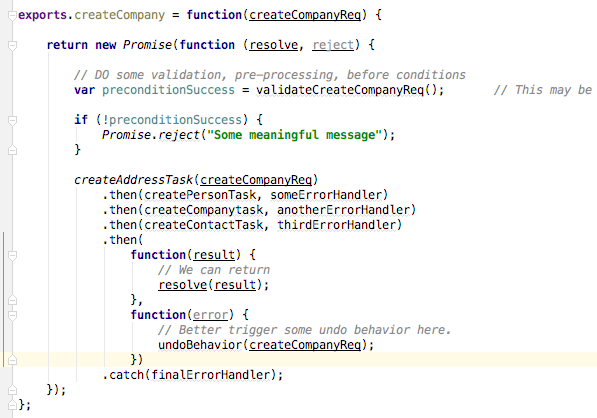 exports.createCompany = function(createCompanyReq) {
return new Promise(function (resolve, reject) {
// DO some validation, pre-processing, before conditions
var preconditionSuccess = validateCreateCompanyReq(); // This may be
if (!preconditionSuccess) {
Promise.reject("Some meaningful message");
}
createAddressTask(createCompanyReq)
.then(createPersonTask, someErrorHandler)
.then(createCompanytask, anotherErrorHandler)
.then(createContactTask, thirdErrorHandler)
.then(
function(result) {
// We can return
resolve(result);
},
function(error) {
// Better trigger some undo behavior here.
undoBehavior(createCompanyReq);
})
.catch(finalErrorHandler);
});
};